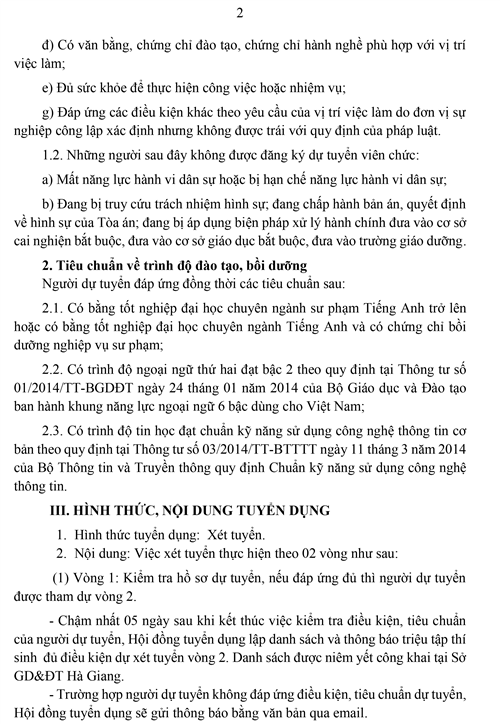 2
đ) Có văn bằng, chứng chỉ đào tạo, chứng chỉ hành nghề phù hợp với vị trí
việc làm;
e) Đủ sức khỏe để thực hiện công việc hoặc nhiệm vụ;
g) Đáp ứng các điều kiện khác theo yêu cầu của vị trí việc làm do đơn vị sự
nghiệp công lập xác định nhưng không được trái với quy định của pháp luật.
1.2. Những người sau đây không được đăng ký dự tuyển viên chức:
a) Mất năng lực hành vi dân sự hoặc bị hạn chế năng lực hành vi dân sự;
b) Đang bị truy cứu trách nhiệm hình sự; đang chấp hành bản án, quyết định
về hình sự của Tòa án; đang bị áp dụng biện pháp xử lý hành chính đưa vào cơ sở
cai nghiện bắt buộc, đưa vào cơ sở giáo dục bắt buộc, đưa vào trường giáo dưỡng.
2. Tiêu chuẩn về trình độ đào tạo, bồi dưỡng
Người dự tuyển đáp ứng đồng thời các tiêu chuẩn sau:
2.1. Có bằng tốt nghiệp đại học chuyên ngành sư phạm Tiếng Anh trở lên
hoặc có bằng tốt nghiệp đại học chuyên ngành Tiếng Anh và có chứng chỉ bồi
dưỡng nghiệp vụ sư phạm;
2.2. Có trình độ ngoại ngữ thứ hai đạt bậc 2 theo quy định tại Thông tư số
01/2014/TT-BGDĐT ngày 24 tháng 01 năm 2014 của Bộ Giáo dục và Đào tạo
ban hành khung năng lực ngoại ngữ 6 bậc dùng cho Việt Nam;
2.3. Có trình độ tin học đạt chuẩn kỹ năng sử dụng công nghệ thông tin cơ
bản theo quy định tại Thông tư số 03/2014/TT-BTTTT ngày 11 tháng 3 năm 2014
của Bộ Thông tin và Truyền thông quy định Chuẩn kỹ năng sử dụng công nghệ
thông tin.
III. HÌNH THỨC, NỘI DUNG TUYỂN DỤNG
1. Hình thức tuyển dụng: Xét tuyển.
2. Nội dung: Việc xét tuyển thực hiện theo 02 vòng như sau:
(1) Vòng 1: Kiểm tra hồ sơ dự tuyển, nếu đáp ứng đủ thì người dự tuyển
được tham dự vòng 2.
- Chậm nhất 05 ngày sau khi kết thúc việc kiểm tra điều kiện, tiêu chuẩn
của người dự tuyển, Hội đồng tuyển dụng lập danh sách và thông báo triệu tập thí
sinh đủ điều kiện dự xét tuyển vòng 2. Danh sách được niêm yết công khai tại Sở
GD&ĐT Hà Giang.
- Trường hợp người dự tuyển không đáp ứng điều kiện, tiêu chuẩn dự tuyển,
Hội đồng tuyển dụng sẽ gửi thông báo bằng văn bản qua email.